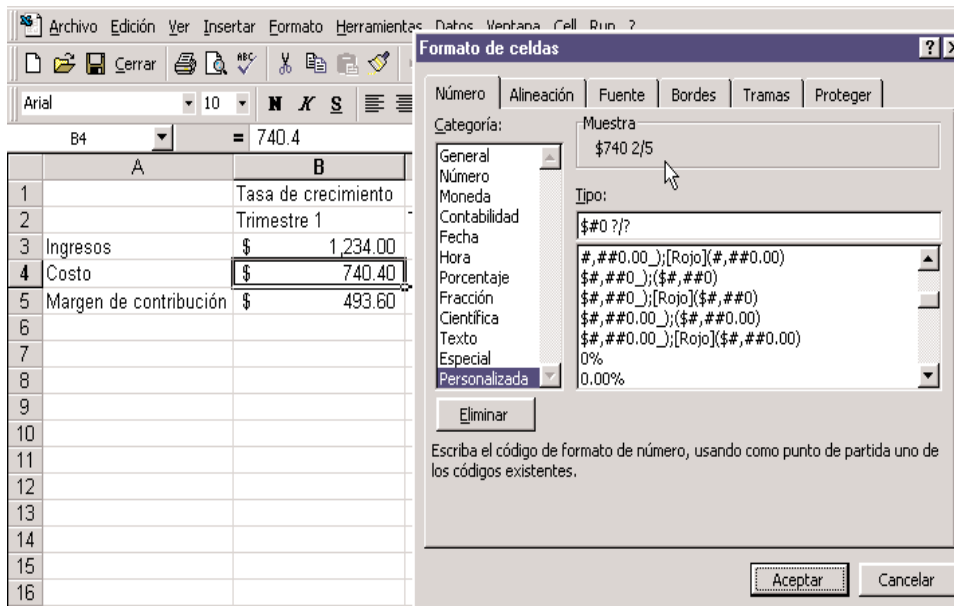 Archivo Edición Ver Insertar Formato Herramientas Datos Ventana Cell Run ?
Cerrar ABC
Arial 10 N K S
B4 = 740.4
A B
1 Tasa de crecimiento
2 Trimestre 1
3 Ingresos $ 1,234.00
4 Costo $ 740.40
5 Margen de contribución $ 493.60
6
7
8
9
10
11
12
13
14
15
16
Formato de celdas ? X
Número Alineación Fuente Bordes Tramas Proteger
Categoría:
General
Número
Moneda
Contabilidad
Fecha
Hora
Porcentaje
Fracción
Científica
Texto
Especial
Personalizada
Muestra
$740 2/5
Tipo:
$#0 ?/?
#,##0.00_);[Rojo](#,##0.00)
$#,##0_);($#,##0)
$#,##0_);[Rojo]($#,##0)
$#,##0.00_);($#,##0.00)
$#,##0.00_);[Rojo]($#,##0.00)
0%
0.00%
Eliminar
Escriba el código de formato de número, usando como punto de partida uno de
los códigos existentes.
Aceptar Cancelar